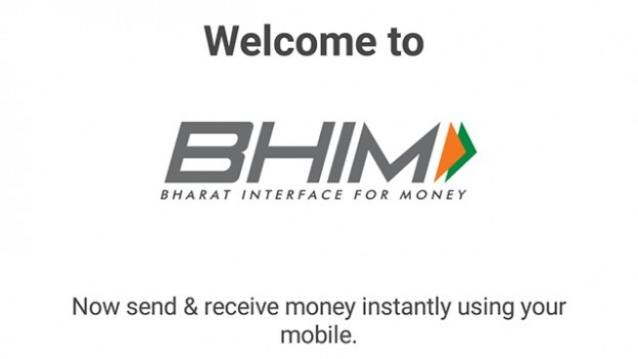 Welcome to
BHIM
BHARAT INTERFACE FOR MONEY
Now send & receive money instantly using your
mobile.